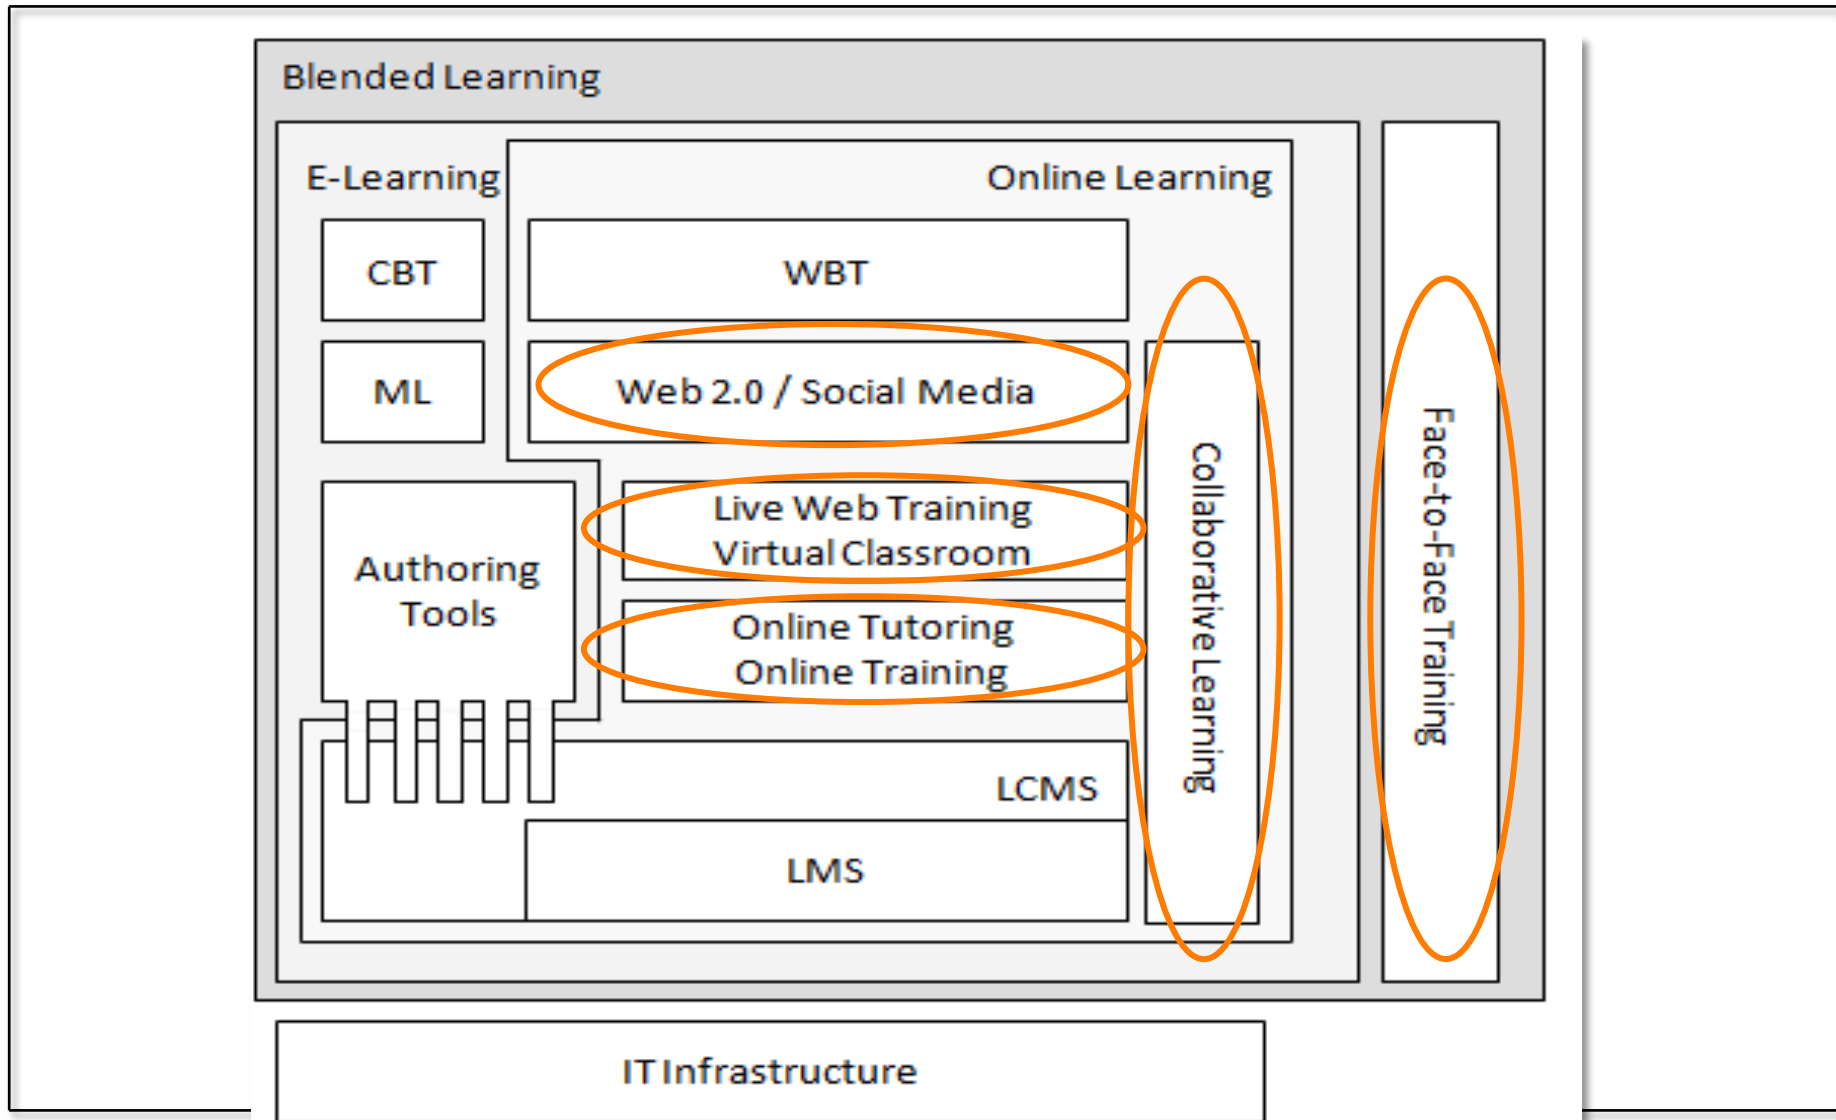 Blended Learning
E-Learning
Online Learning
CBT
WBT
ML
Web 2.0 / Social Media
Live Web Training
Virtual Classroom
Authoring
Tools
Online Tutoring
Online Training
LCMS
LMS
Collaborative Learning
Face-to-Face Training
IT Infrastructure